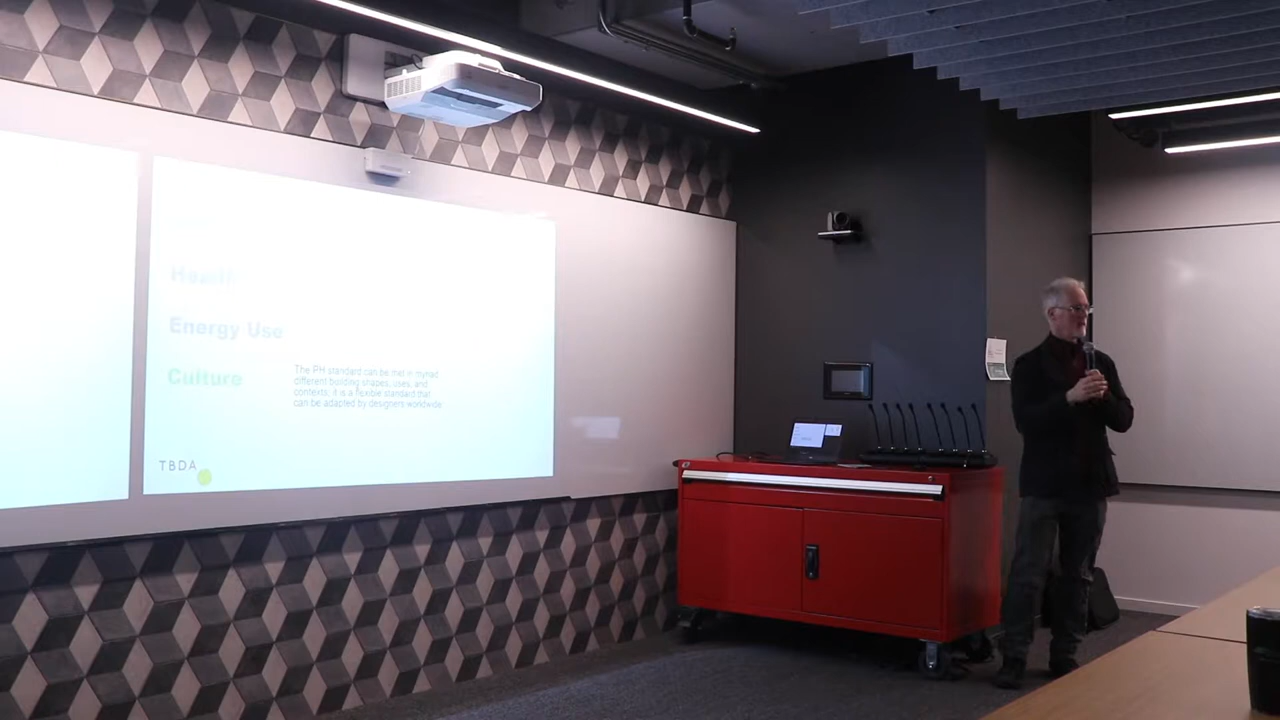 Health
Energy Use
Culture
The PH standard can be met in myriad
different building shapes, uses, and
contexts; it is a flexible standard that
can be adapted by designers worldwide
TBDA